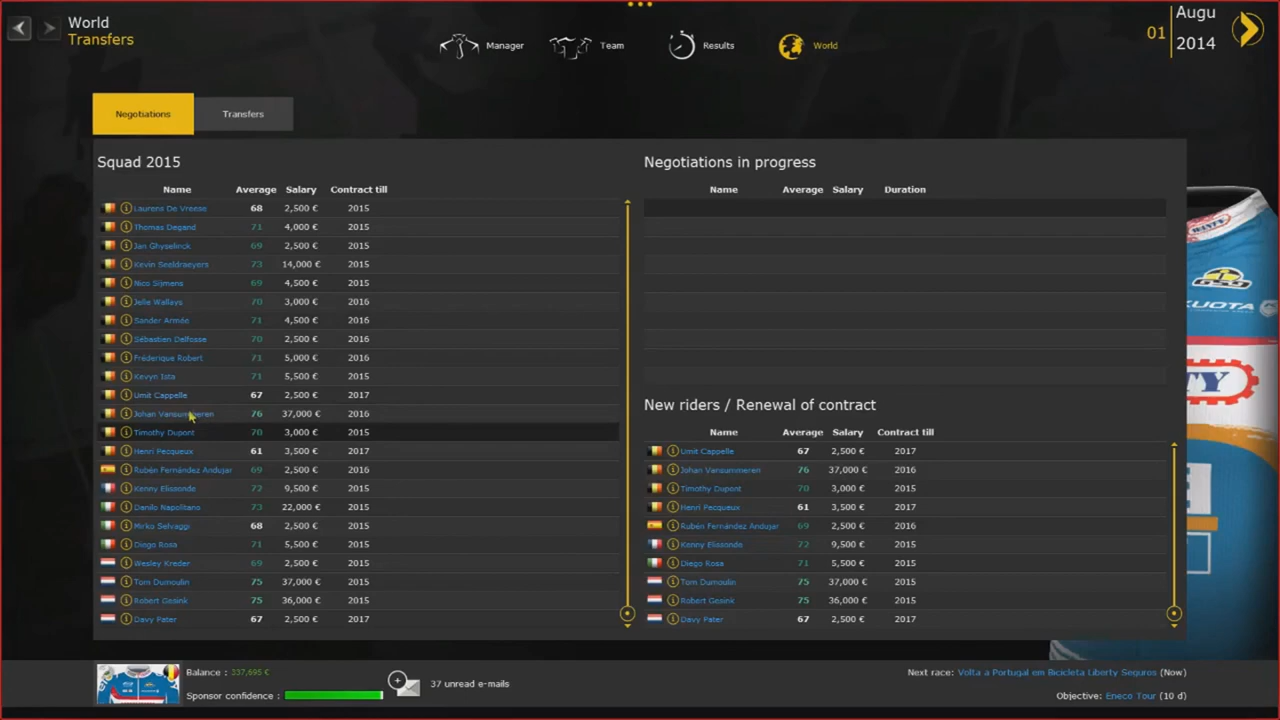 World
Transfers
Manager
Team
Results
World
01
Augu
2014
Negotiations
Transfers
Squad 2015
Name Average Salary Contract till
Laurens De Vreese 68 2,500 € 2015
Thomas Degand 71 4,000 € 2015
Jan Ghyselinck 69 2,500 € 2015
Kevin Seeldraeyers 73 14,000 € 2015
Nico Sijmens 69 4,500 € 2015
Jelle Wallays 70 3,000 € 2016
Sander Armée 71 4,500 € 2016
Sébastien Delfosse 70 2,500 € 2016
Fréderique Robert 71 5,000 € 2016
Kevyn Ista 71 5,500 € 2016
Umit Cappelle 67 2,500 € 2017
Johan Vansummeren 76 37,000 € 2016
Timothy Dupont 70 3,000 € 2015
Henri Pecqueux 61 3,500 € 2017
Rubén Fernández Andujar 69 2,500 € 2016
Kenny Elissonde 72 9,500 € 2015
Danilo Napolitano 73 22,000 € 2015
Mirko Selvaggi 68 2,500 € 2015
Diego Rosa 71 5,500 € 2015
Wesley Kreder 69 2,500 € 2015
Tom Dumoulin 75 37,000 € 2015
Robert Gesink 75 36,000 € 2015
Davy Pater 67 2,500 € 2017
Negotiations in progress
Name Average Salary Duration
New riders / Renewal of contract
Name Average Salary Contract till
Umit Cappelle 67 2,500 € 2017
Johan Vansummeren 76 37,000 € 2016
Timothy Dupont 70 3,000 € 2015
Henri Pecqueux 61 3,500 € 2017
Rubén Fernández Andujar 69 2,500 € 2016
Kenny Elissonde 72 9,500 € 2015
Diego Rosa 71 5,500 € 2015
Tom Dumoulin 75 37,000 € 2015
Robert Gesink 75 36,000 € 2015
Davy Pater 67 2,500 € 2017
KUOTA
TY
Balance : 337,695 €
Sponsor confidence :
37 unread e-mails
Next race: Volta a Portugal em Bicicleta Liberty Seguros (Now)
Objective: Eneco Tour (10 d)